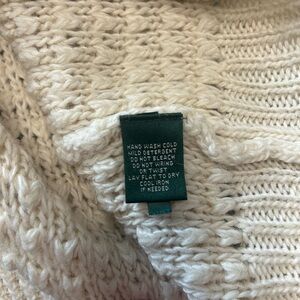 HAND WASH COLD
MILD DETERGENT
DO NOT BLEACH
DO NOT WRING
OR TWIST
LAY FLAT TO DRY
COOL IRON
IF NEEDED